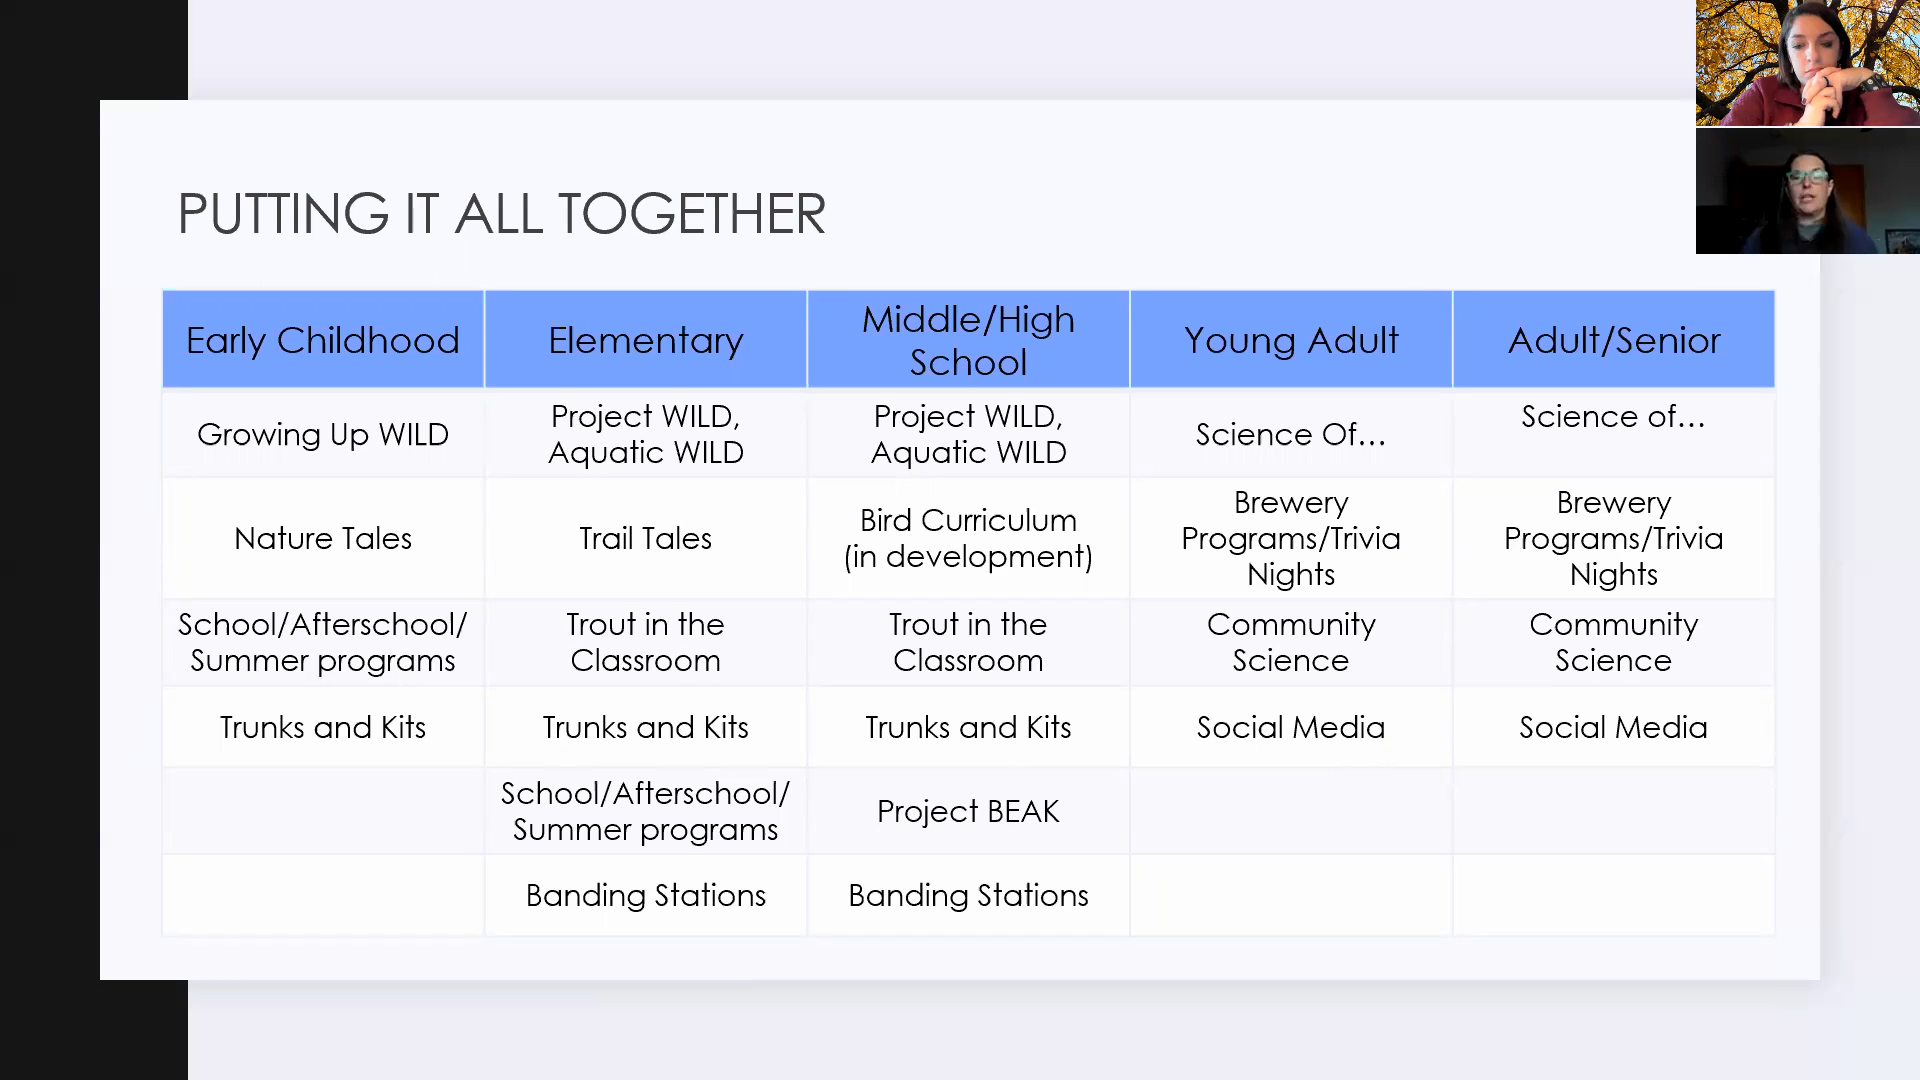 PUTTING IT ALL TOGETHER
Early Childhood
Elementary
Middle/High
School
Young Adult
Adult/Senior
Growing Up WILD
Project WILD,
Aquatic WILD
Project WILD,
Aquatic WILD
Science Of...
Science of...
Nature Tales
Trail Tales
Bird Curriculum
(in development)
Brewery
Programs/Trivia
Nights
Brewery
Programs/Trivia
Nights
School/Afterschool/
Summer programs
Trout in the
Classroom
Trout in the
Classroom
Community
Science
Community
Science
Trunks and Kits
Trunks and Kits
Trunks and Kits
Social Media
Social Media
School/Afterschool/
Summer programs
Project BEAK
Banding Stations
Banding Stations